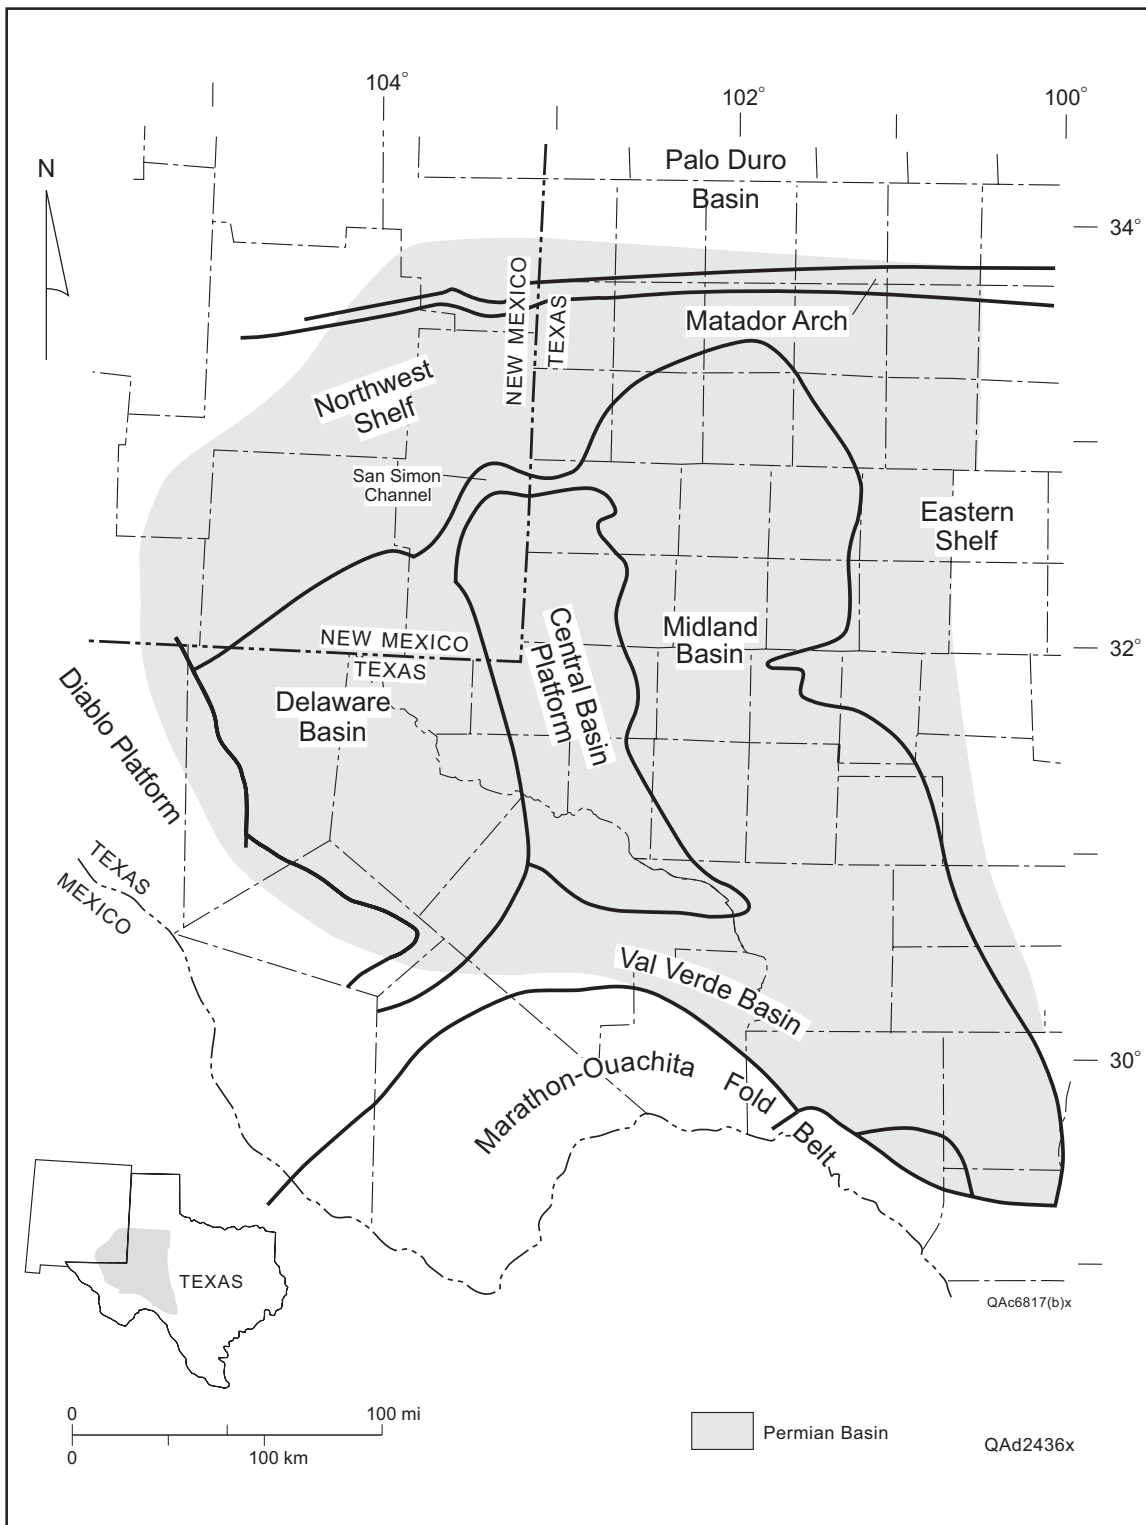 104°
102°
100°
N
Palo Duro
Basin
34°
NEW MEXICO
TEXAS
Matador Arch
Northwest
Shelf
San Simon
Channel
Eastern
Shelf
NEW MEXICO
TEXAS
Central Basin
Platform
Midland
Basin
32°
Delaware
Basin
Diablo Platform
TEXAS
MEXICO
Val Verde Basin
30°
Marathon-Ouachita Fold Belt
TEXAS
QAc6817(b)x
0
100 mi
0
100 km
Permian Basin
QAd2436x